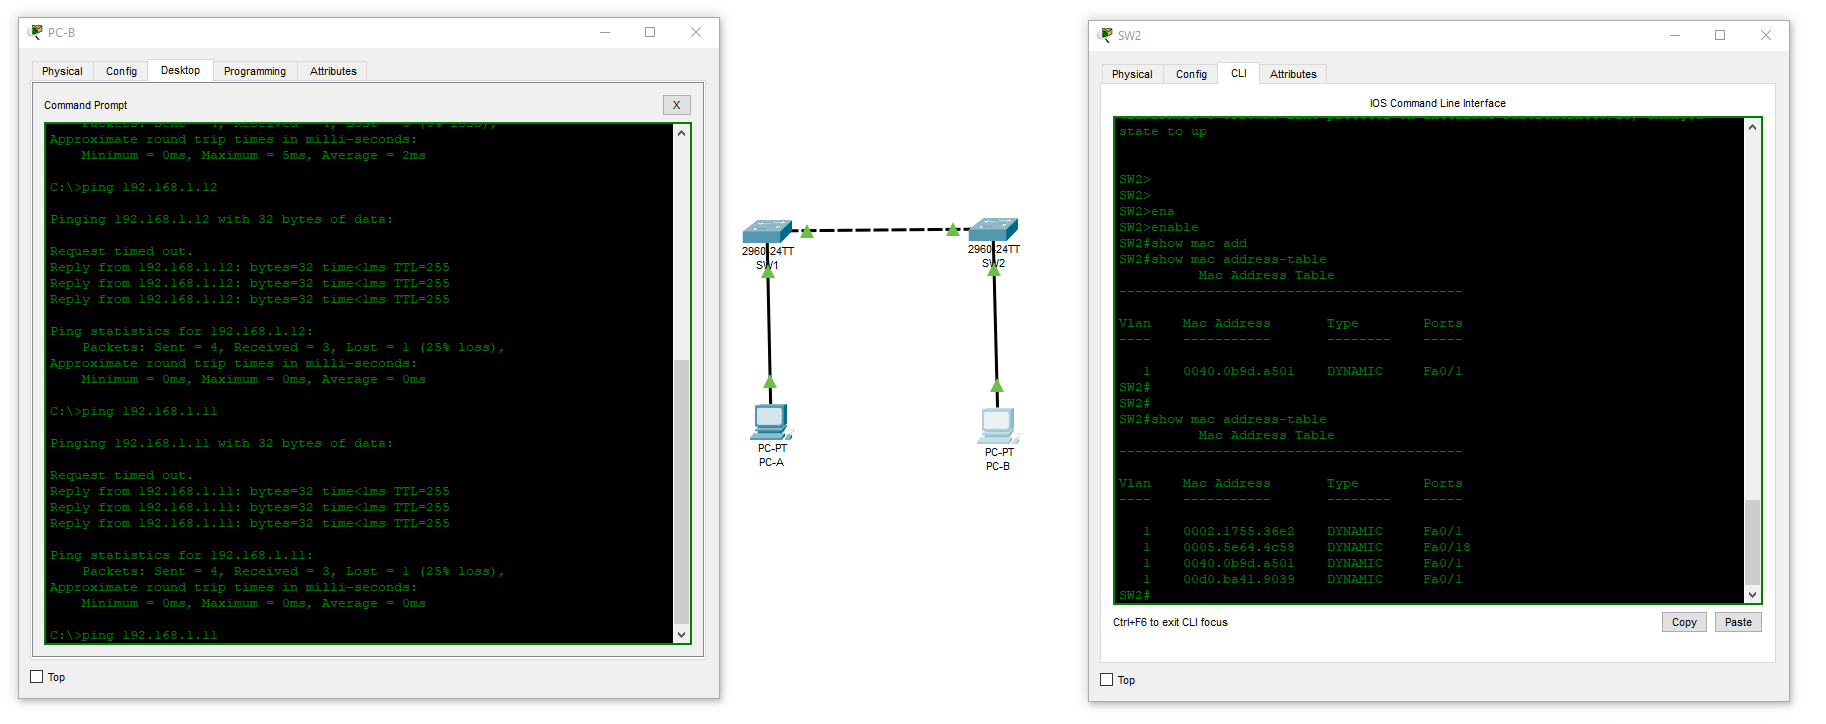 PC-B
Physical Config Desktop Programming Attributes
Command Prompt
X
Packets: Sent = 4, Received = 4, Lost = 0 (0% loss),
Approximate round trip times in milli-seconds:
Minimum = 0ms, Maximum = 5ms, Average = 2ms
C:\>ping 192.168.1.12
Pinging 192.168.1.12 with 32 bytes of data:
Request timed out.
Reply from 192.168.1.12: bytes=32 time<1ms TTL=255
Reply from 192.168.1.12: bytes=32 time<1ms TTL=255
Reply from 192.168.1.12: bytes=32 time<1ms TTL=255
Ping statistics for 192.168.1.12:
Packets: Sent = 4, Received = 3, Lost = 1 (25% loss),
Approximate round trip times in milli-seconds:
Minimum = 0ms, Maximum = 0ms, Average = 0ms
C:\>ping 192.168.1.11
Pinging 192.168.1.11 with 32 bytes of data:
Request timed out.
Reply from 192.168.1.11: bytes=32 time<1ms TTL=255
Reply from 192.168.1.11: bytes=32 time<1ms TTL=255
Reply from 192.168.1.11: bytes=32 time<1ms TTL=255
Ping statistics for 192.168.1.11:
Packets: Sent = 4, Received = 3, Lost = 1 (25% loss),
Approximate round trip times in milli-seconds:
Minimum = 0ms, Maximum = 0ms, Average = 0ms
C:\>ping 192.168.1.11
Top
2960-24TT
SW1
2960-24TT
SW2
PC-PT
PC-A
PC-PT
PC-B
SW2
Physical Config CLI Attributes
IOS Command Line Interface
state to up
SW2>
SW2>
SW2>ena
SW2>enable
SW2#show mac add
SW2#show mac address-table
Mac Address Table
-------------------------------------------
Vlan Mac Address Type Ports
---- ----------- -------- -----
1 0040.0b9d.a501 DYNAMIC Fa0/1
SW2#
SW2#
SW2#show mac address-table
Mac Address Table
-------------------------------------------
Vlan Mac Address Type Ports
---- ----------- -------- -----
1 0002.1755.36e2 DYNAMIC Fa0/1
1 0005.5e64.4c58 DYNAMIC Fa0/18
1 0040.0b9d.a501 DYNAMIC Fa0/1
1 00d0.ba41.9039 DYNAMIC Fa0/1
SW2#
Ctrl+F6 to exit CLI focus
Copy Paste
Top